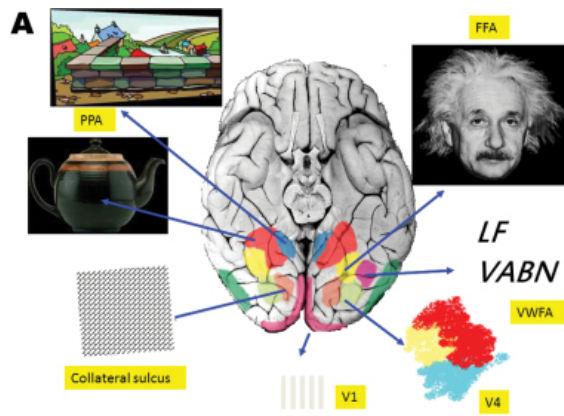 A
FFA
PPA
LF
VABN
VWFA
Collateral sulcus
V1
V4